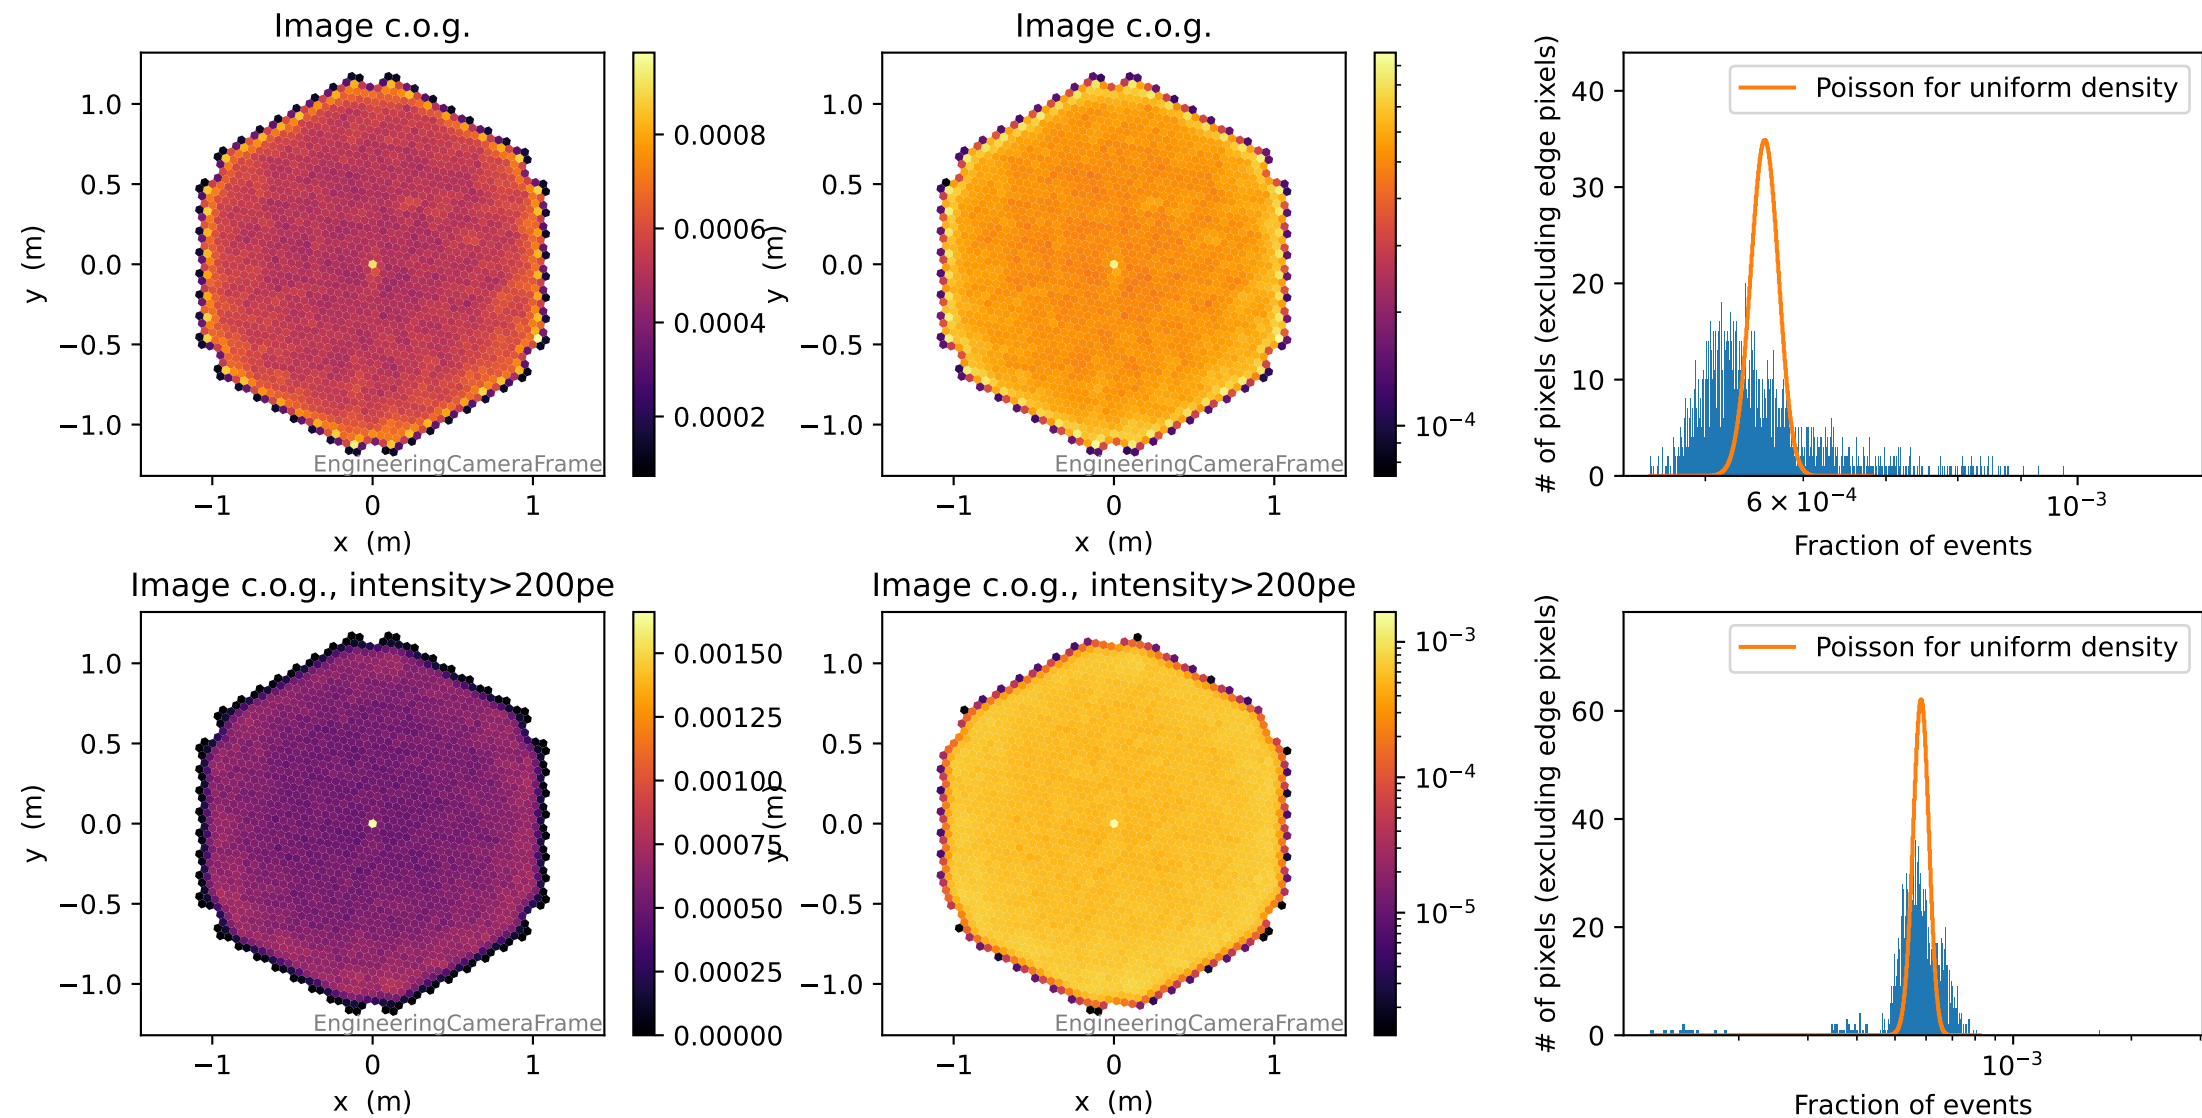 Image c.o.g.
1.0
0.5
0.0
−0.5
−1.0
y (m)
−1
0
1
x (m)
EngineeringCameraFrame
0.0008
0.0006
0.0004
0.0002
Image c.o.g.
1.0
0.5
0.0
−0.5
−1.0
y (m)
−1
0
1
x (m)
EngineeringCameraFrame
10⁻⁴
# of pixels (excluding edge pixels)
40
30
20
10
0
Poisson for uniform density
6 × 10⁻⁴
10⁻³
Fraction of events
Image c.o.g., intensity>200pe
1.0
0.5
0.0
−0.5
−1.0
y (m)
−1
0
1
x (m)
EngineeringCameraFrame
0.00150
0.00125
0.00100
0.00075
0.00050
0.00025
0.00000
Image c.o.g., intensity>200pe
1.0
0.5
0.0
−0.5
−1.0
y (m)
−1
0
1
x (m)
EngineeringCameraFrame
10⁻³
10⁻⁴
10⁻⁵
# of pixels (excluding edge pixels)
60
40
20
0
Poisson for uniform density
10⁻³
Fraction of events